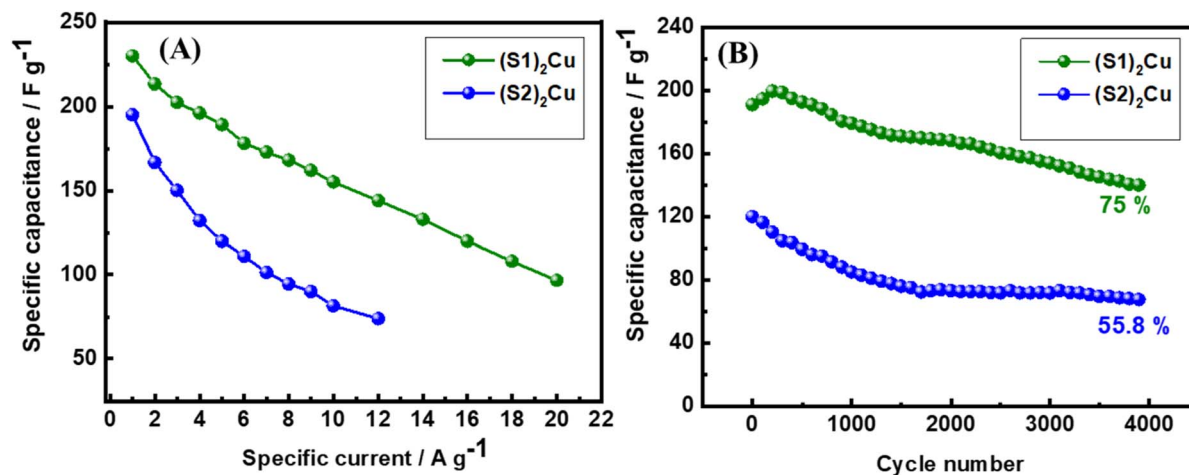 (A)
(S1)₂Cu
(S2)₂Cu
Specific capacitance / F g⁻¹
250
200
150
100
50
0 2 4 6 8 10 12 14 16 18 20 22
Specific current / A g⁻¹
(B)
(S1)₂Cu
(S2)₂Cu
Specific capacitance / F g⁻¹
240
200
160
120
80
40
0
75 %
55.8 %
0 1000 2000 3000 4000
Cycle number